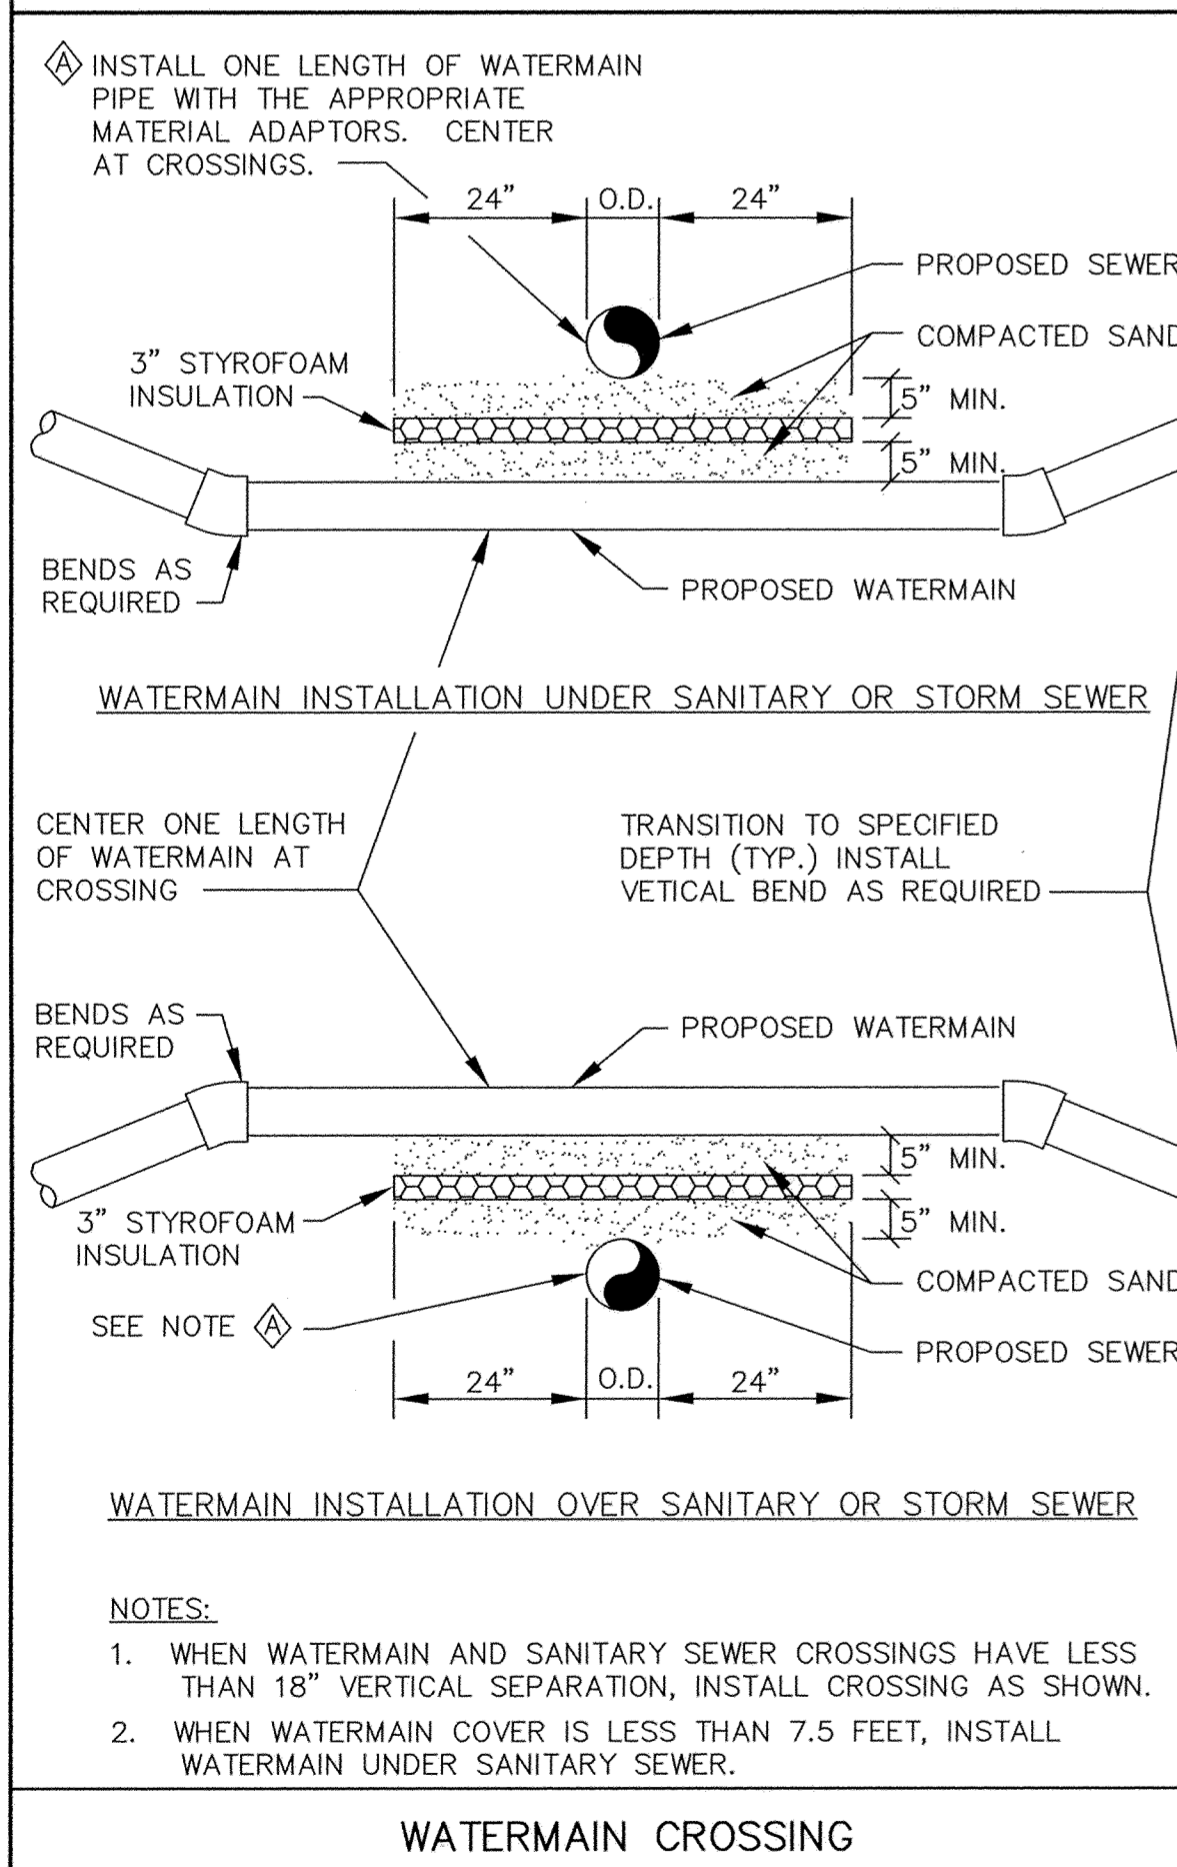 A INSTALL ONE LENGTH OF WATERMAIN
PIPE WITH THE APPROPRIATE
MATERIAL ADAPTORS. CENTER
AT CROSSINGS.
24" O.D. 24"
PROPOSED SEWER
COMPACTED SAND
3" STYROFOAM
INSULATION
5" MIN.
5" MIN.
BENDS AS
REQUIRED
PROPOSED WATERMAIN
WATERMAIN INSTALLATION UNDER SANITARY OR STORM SEWER
CENTER ONE LENGTH
OF WATERMAIN AT
CROSSING
TRANSITION TO SPECIFIED
DEPTH (TYP.) INSTALL
VETICAL BEND AS REQUIRED
BENDS AS
REQUIRED
PROPOSED WATERMAIN
5" MIN.
5" MIN.
3" STYROFOAM
INSULATION
COMPACTED SAND
SEE NOTE A
PROPOSED SEWER
24" O.D. 24"
WATERMAIN INSTALLATION OVER SANITARY OR STORM SEWER
NOTES:
1. WHEN WATERMAIN AND SANITARY SEWER CROSSINGS HAVE LESS
THAN 18" VERTICAL SEPARATION, INSTALL CROSSING AS SHOWN.
2. WHEN WATERMAIN COVER IS LESS THAN 7.5 FEET, INSTALL
WATERMAIN UNDER SANITARY SEWER.
WATERMAIN CROSSING